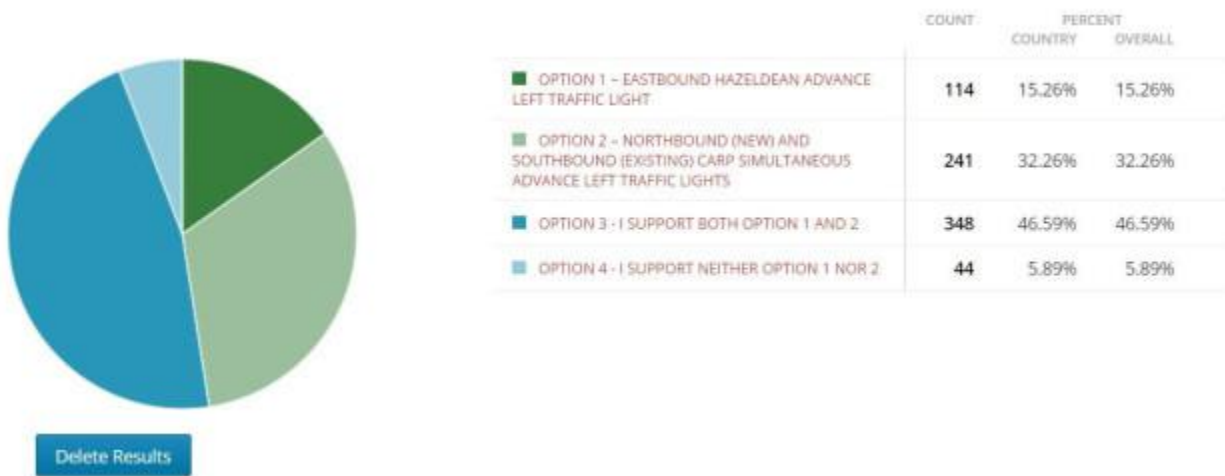 COUNT PERCENT
COUNTRY OVERALL
OPTION 1 – EASTBOUND HAZELDEAN ADVANCE
LEFT TRAFFIC LIGHT
114 15.26% 15.26%
OPTION 2 – NORTHBOUND (NEW) AND
SOUTHBOUND (EXISTING) CARP SIMULTANEOUS
ADVANCE LEFT TRAFFIC LIGHTS
241 32.26% 32.26%
OPTION 3 - I SUPPORT BOTH OPTION 1 AND 2 348 46.59% 46.59%
OPTION 4 - I SUPPORT NEITHER OPTION 1 NOR 2 44 5.89% 5.89%
Delete Results